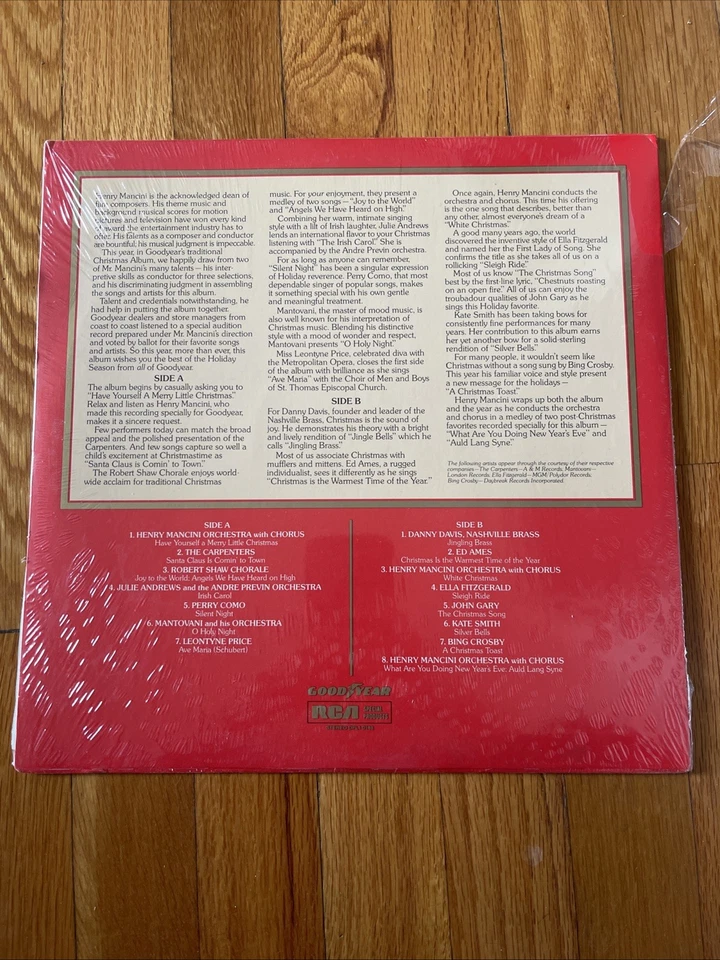 Henry Mancini is the acknowledged dean of
film composers. His theme music and
background musical scores for motion
pictures and television have won every kind
of award the entertainment industry has to
offer. His talents as a composer and conductor
are bountiful; his musical judgment is impeccable.
This year, in Goodyear's traditional
Christmas Album, we happily draw from two
of Mr. Mancini's many talents—his inter-
pretive skills as conductor for three selections,
and his discriminating judgment in assembling
the songs and artists for this album.
Talent and credentials notwithstanding, he
had help in putting the album together.
Goodyear dealers and store managers from
coast to coast listened to a special audition
record prepared under Mr. Mancini's direction
and voted by ballot for their favorite songs
and artists. So this year, more than ever, this
album wishes you the best of the Holiday
Season from all of Goodyear.
SIDE A
The album begins by casually asking you to
"Have Yourself A Merry Little Christmas."
Relax and listen as Henry Mancini, who
made this recording specially for Goodyear,
makes it a sincere request.
Few performers today can match the broad
appeal and the polished presentation of the
Carpenters. And few songs capture so well a
child's excitement at Christmastime as
"Santa Claus is Comin' to Town."
The Robert Shaw Chorale enjoys world-
wide acclaim for traditional Christmas
music. For your enjoyment, they present a
medley of two songs—"Joy to the World"
and "Angels We Have Heard on High."
Combining her warm, intimate singing
style with a lilt of Irish laughter, Julie Andrews
lends an international flavor to your Christmas
listening with "The Irish Carol." She is
accompanied by the Andre Previn orchestra.
For as long as anyone can remember,
"Silent Night" has been a singular expression
of Holiday reverence. Perry Como, that most
dependable singer of popular songs, makes
it something special with his own gentle
and meaningful treatment.
Mantovani, the master of mood music, is
also well known for his interpretation of
Christmas music. Blending his distinctive
style with a mood of wonder and respect,
Mantovani presents "O Holy Night."
Miss Leontyne Price, celebrated diva with
the Metropolitan Opera, closes the first side
of the album with brilliance as she sings
"Ave Maria" with the Choir of Men and Boys
of St. Thomas Episcopal Church.
SIDE B
For Danny Davis, founder and leader of the
Nashville Brass, Christmas is the sound of
joy. He demonstrates his theory with a bright
and lively rendition of "Jingle Bells" which he
calls "Jingling Brass."
Most of us associate Christmas with
mufflers and mittens. Ed Ames, a rugged
individualist, sees it differently as he sings
"Christmas is the Warmest Time of the Year."
Once again, Henry Mancini conducts the
orchestra and chorus. This time his offering
is the one song that describes, better than
any other, almost everyone's dream of a
"White Christmas."
A good many years ago, the world
discovered the inventive style of Ella Fitzgerald
and named her the First Lady of Song. She
confirms the title as she takes all of us on a
rollicking "Sleigh Ride."
Most of us know "The Christmas Song"
best by the first-line lyric, "Chestnuts roasting
on an open fire." All of us can enjoy the
troubadour qualities of John Gary as he
sings this Holiday favorite.
Kate Smith has been taking bows for
consistently fine performances for many
years. Her contribution to this album earns
her yet another bow for a solid-sterling
rendition of "Silver Bells."
For many people, it wouldn't seem like
Christmas without a song sung by Bing Crosby.
This year his familiar voice and style present
a new message for the holidays—
"A Christmas Toast."
Henry Mancini wraps up both the album
and the year as he conducts the orchestra
and chorus in a medley of two post-Christmas
favorites recorded specially for this album—
"What Are You Doing New Year's Eve" and
"Auld Lang Syne."
The following artists appear through the courtesy of their respective
companies—The Carpenters—A & M Records; Mantovani—
London Records; Ella Fitzgerald—MGM/Polydor Records;
Bing Crosby—Daybreak Records Incorporated.
SIDE A
1. HENRY MANCINI ORCHESTRA with CHORUS
Have Yourself a Merry Little Christmas
2. THE CARPENTERS
Santa Claus is Comin' to Town
3. ROBERT SHAW CHORALE
Joy to the World; Angels We Have Heard on High
4. JULIE ANDREWS and the ANDRE PREVIN ORCHESTRA
Irish Carol
5. PERRY COMO
Silent Night
6. MANTOVANI and his ORCHESTRA
O Holy Night
7. LEONTYNE PRICE
Ave Maria (Schubert)
SIDE B
1. DANNY DAVIS, NASHVILLE BRASS
Jingling Brass
2. ED AMES
Christmas Is the Warmest Time of the Year
3. HENRY MANCINI ORCHESTRA with CHORUS
White Christmas
4. ELLA FITZGERALD
Sleigh Ride
5. JOHN GARY
The Christmas Song
6. KATE SMITH
Silver Bells
7. BING CROSBY
A Christmas Toast
8. HENRY MANCINI ORCHESTRA with CHORUS
What Are You Doing New Year's Eve; Auld Lang Syne
GOODYEAR
RCA